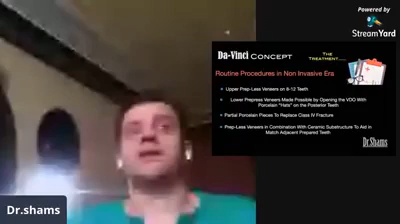 Powered by
StreamYard
Da-Vinci Concept
The
Treatment.....
Routine Procedures in Non Invasive Era
• Upper Prep-Less Veneers on 8-12 Teeth
• Lower Prepress Veneers Made Possible by Opening the VDO With
Porcelain "Hats" on the Posterior Teeth
• Partial Porcelain Pieces To Replace Class IV Fracture
• Prep-Less Veneers in Combination With Ceramic Substructure To Aid in
Match Adjacent Prepared Teeth
Dr.Shams
Dr.shams